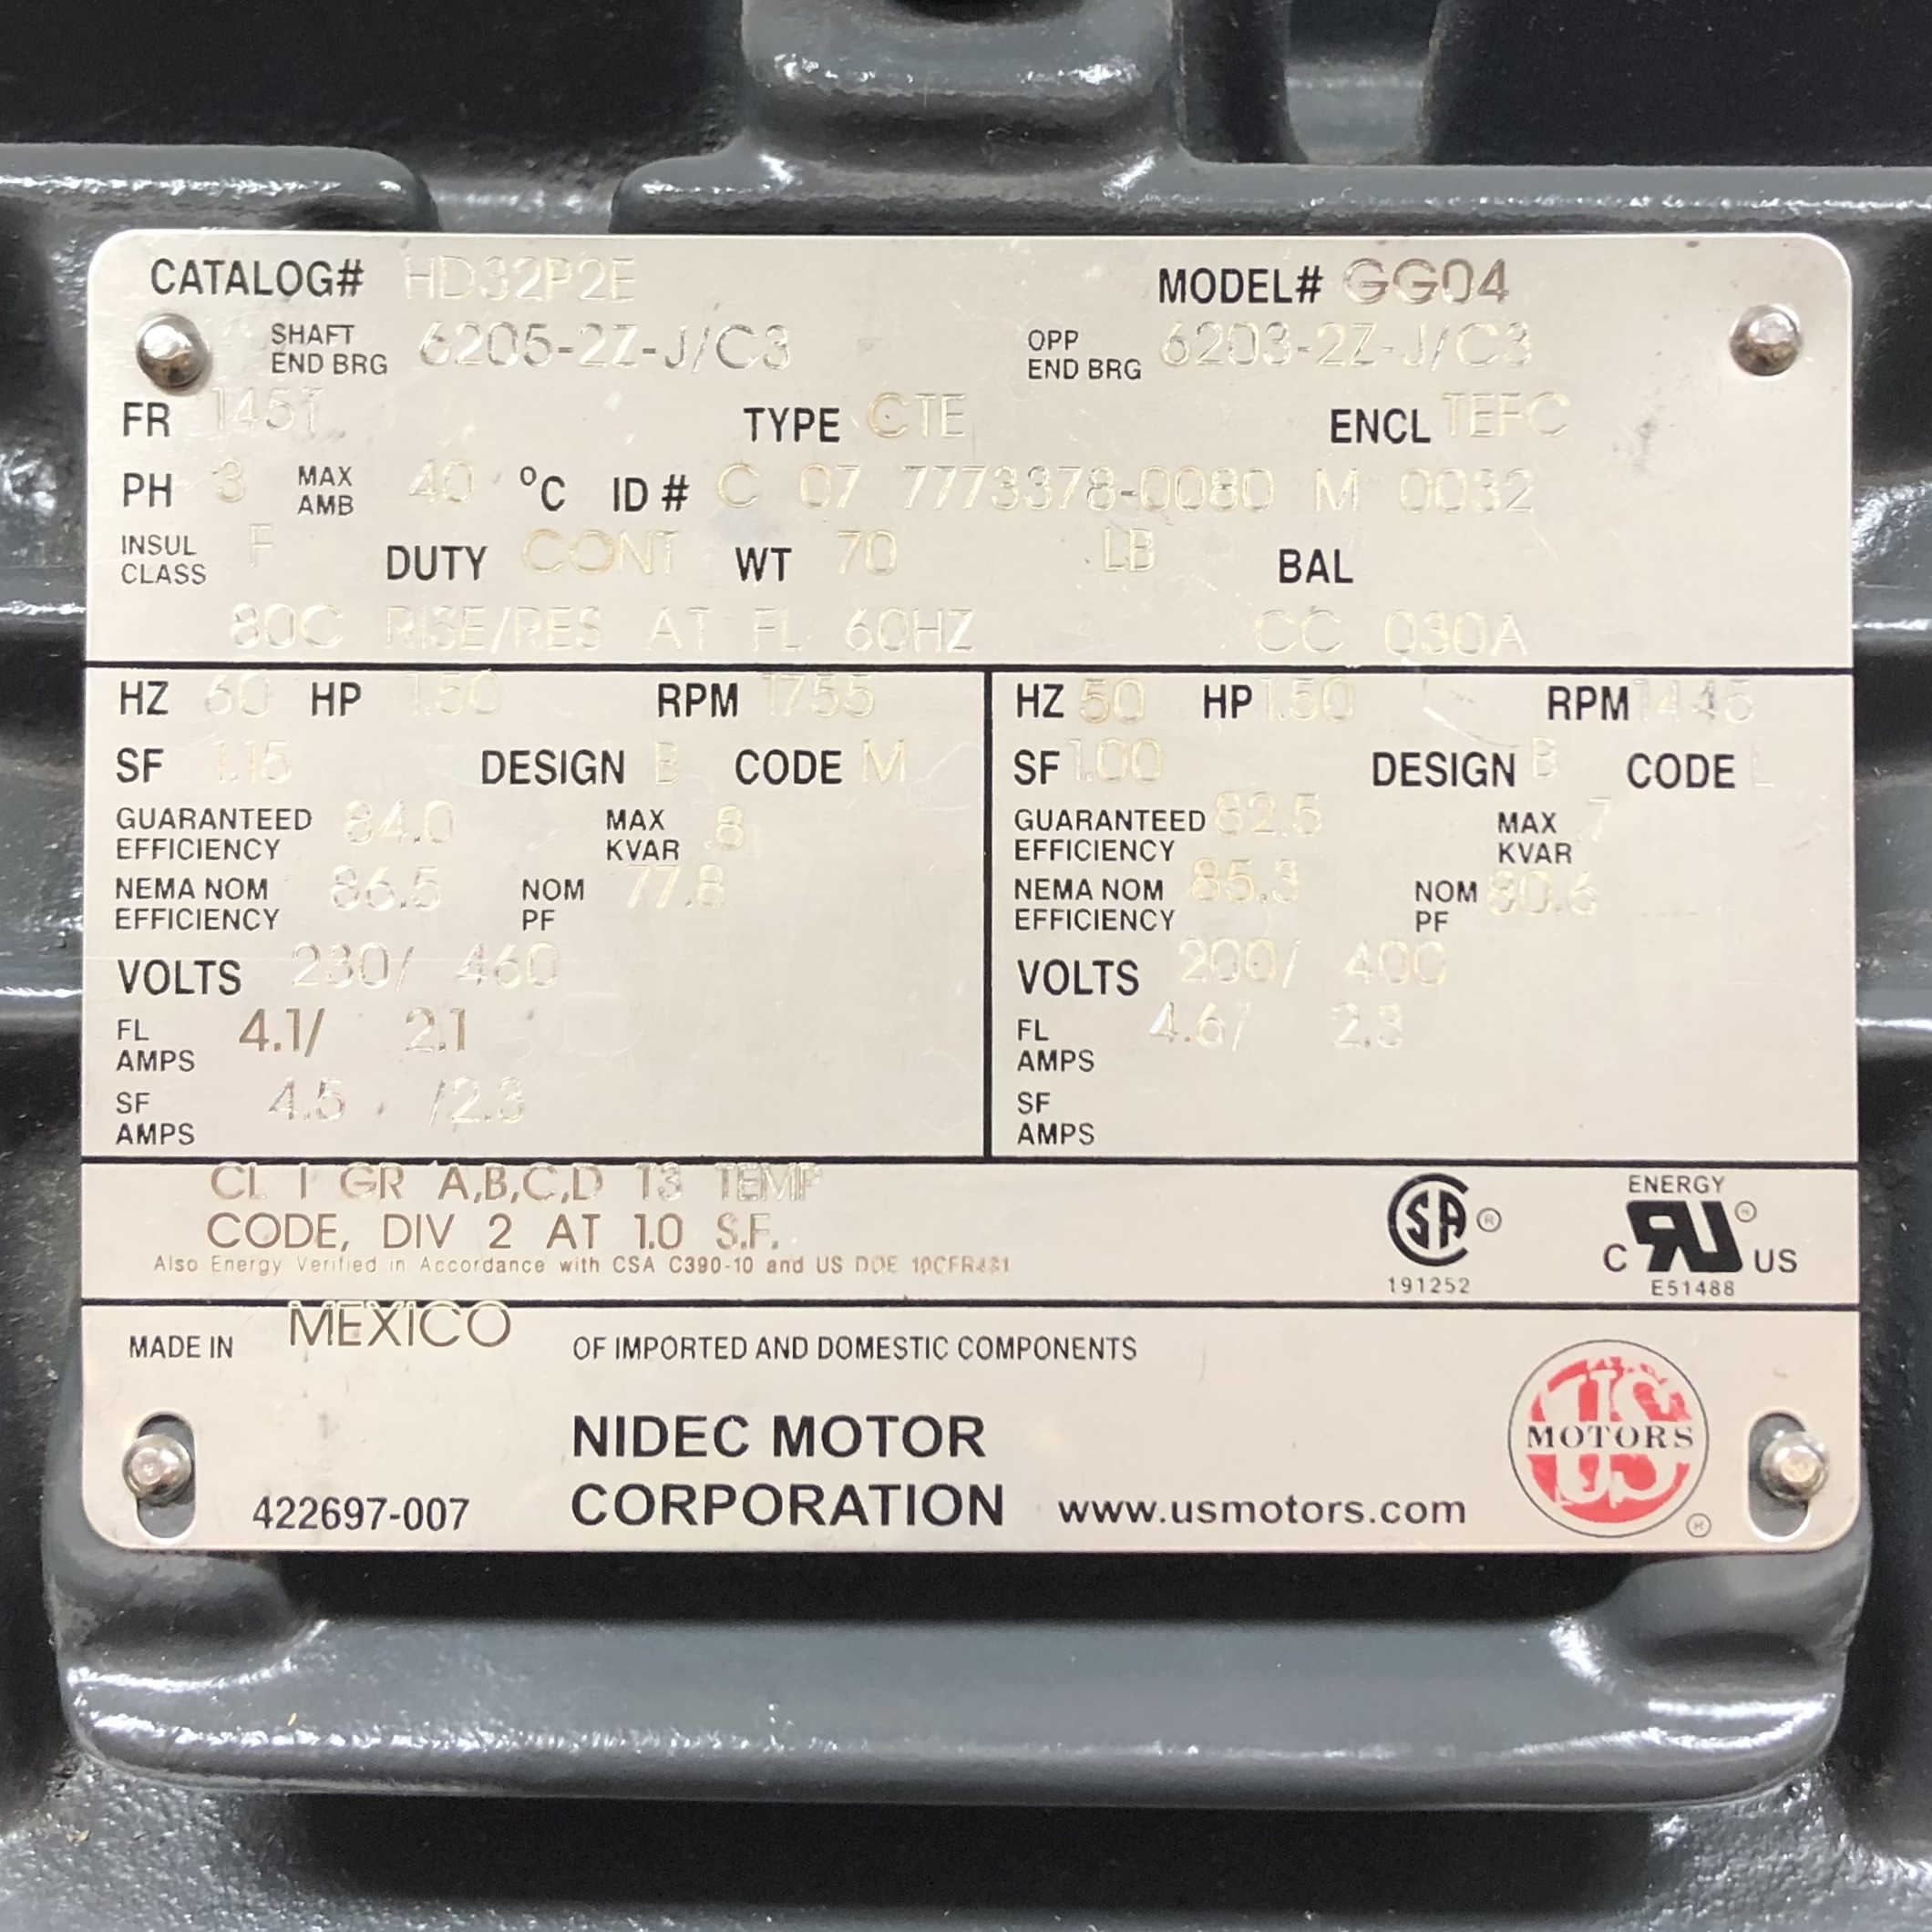 CATALOG# HD32P2E MODEL# GG04
SHAFT END BRG 6205-2Z-J/C3 OPP END BRG 6203-2Z-J/C3
FR 145T TYPE CTE ENCL TEFC
PH 3 MAX AMB 40 °C ID # C 07 7773378-0080 M 0032
INSUL CLASS F DUTY CONT WT 70 LB BAL
80C RISE/RES AT FL 60HZ CC 030A
HZ 60 HP 1.50 RPM 1755
SF 1.15 DESIGN B CODE M
GUARANTEED EFFICIENCY 84.0 MAX KVAR .8
NEMA NOM EFFICIENCY 86.5 NOM PF 77.8
VOLTS 230/ 460
FL AMPS 4.1/ 2.1
SF AMPS 4.5 /2.3
HZ 50 HP 1.50 RPM 1445
SF 1.00 DESIGN B CODE L
GUARANTEED EFFICIENCY 82.5 MAX KVAR .7
NEMA NOM EFFICIENCY 85.3 NOM PF 80.6
VOLTS 200/ 400
FL AMPS 4.6/ 2.3
SF AMPS
CL I GR A,B,C,D T3 TEMP
CODE, DIV 2 AT 1.0 S.F.
Also Energy Verified in Accordance with CSA C390-10 and US DOE 10CFR431
SA ®
191252
ENERGY
C RU US ®
E51488
MADE IN MEXICO OF IMPORTED AND DOMESTIC COMPONENTS
NIDEC MOTOR
422697-007 CORPORATION www.usmotors.com
US
MOTORS
®